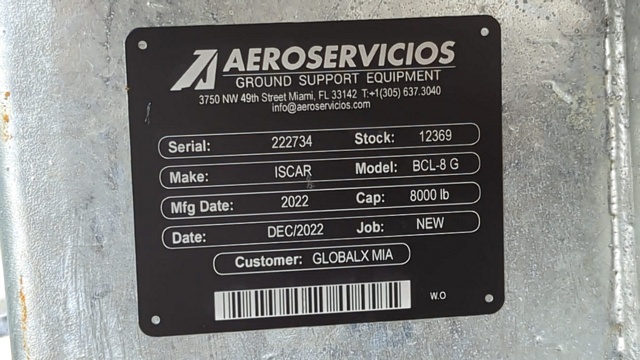 AEROSERVICIOS
GROUND SUPPORT EQUIPMENT
3750 NW 49th Street Miami, FL 33142 T:+1(305) 637.3040
info@aeroservicios.com
Serial: 222734 Stock: 12369
Make: ISCAR Model: BCL-8 G
Mfg Date: 2022 Cap: 8000 lb
Date: DEC/2022 Job: NEW
Customer: GLOBALX MIA
W.O